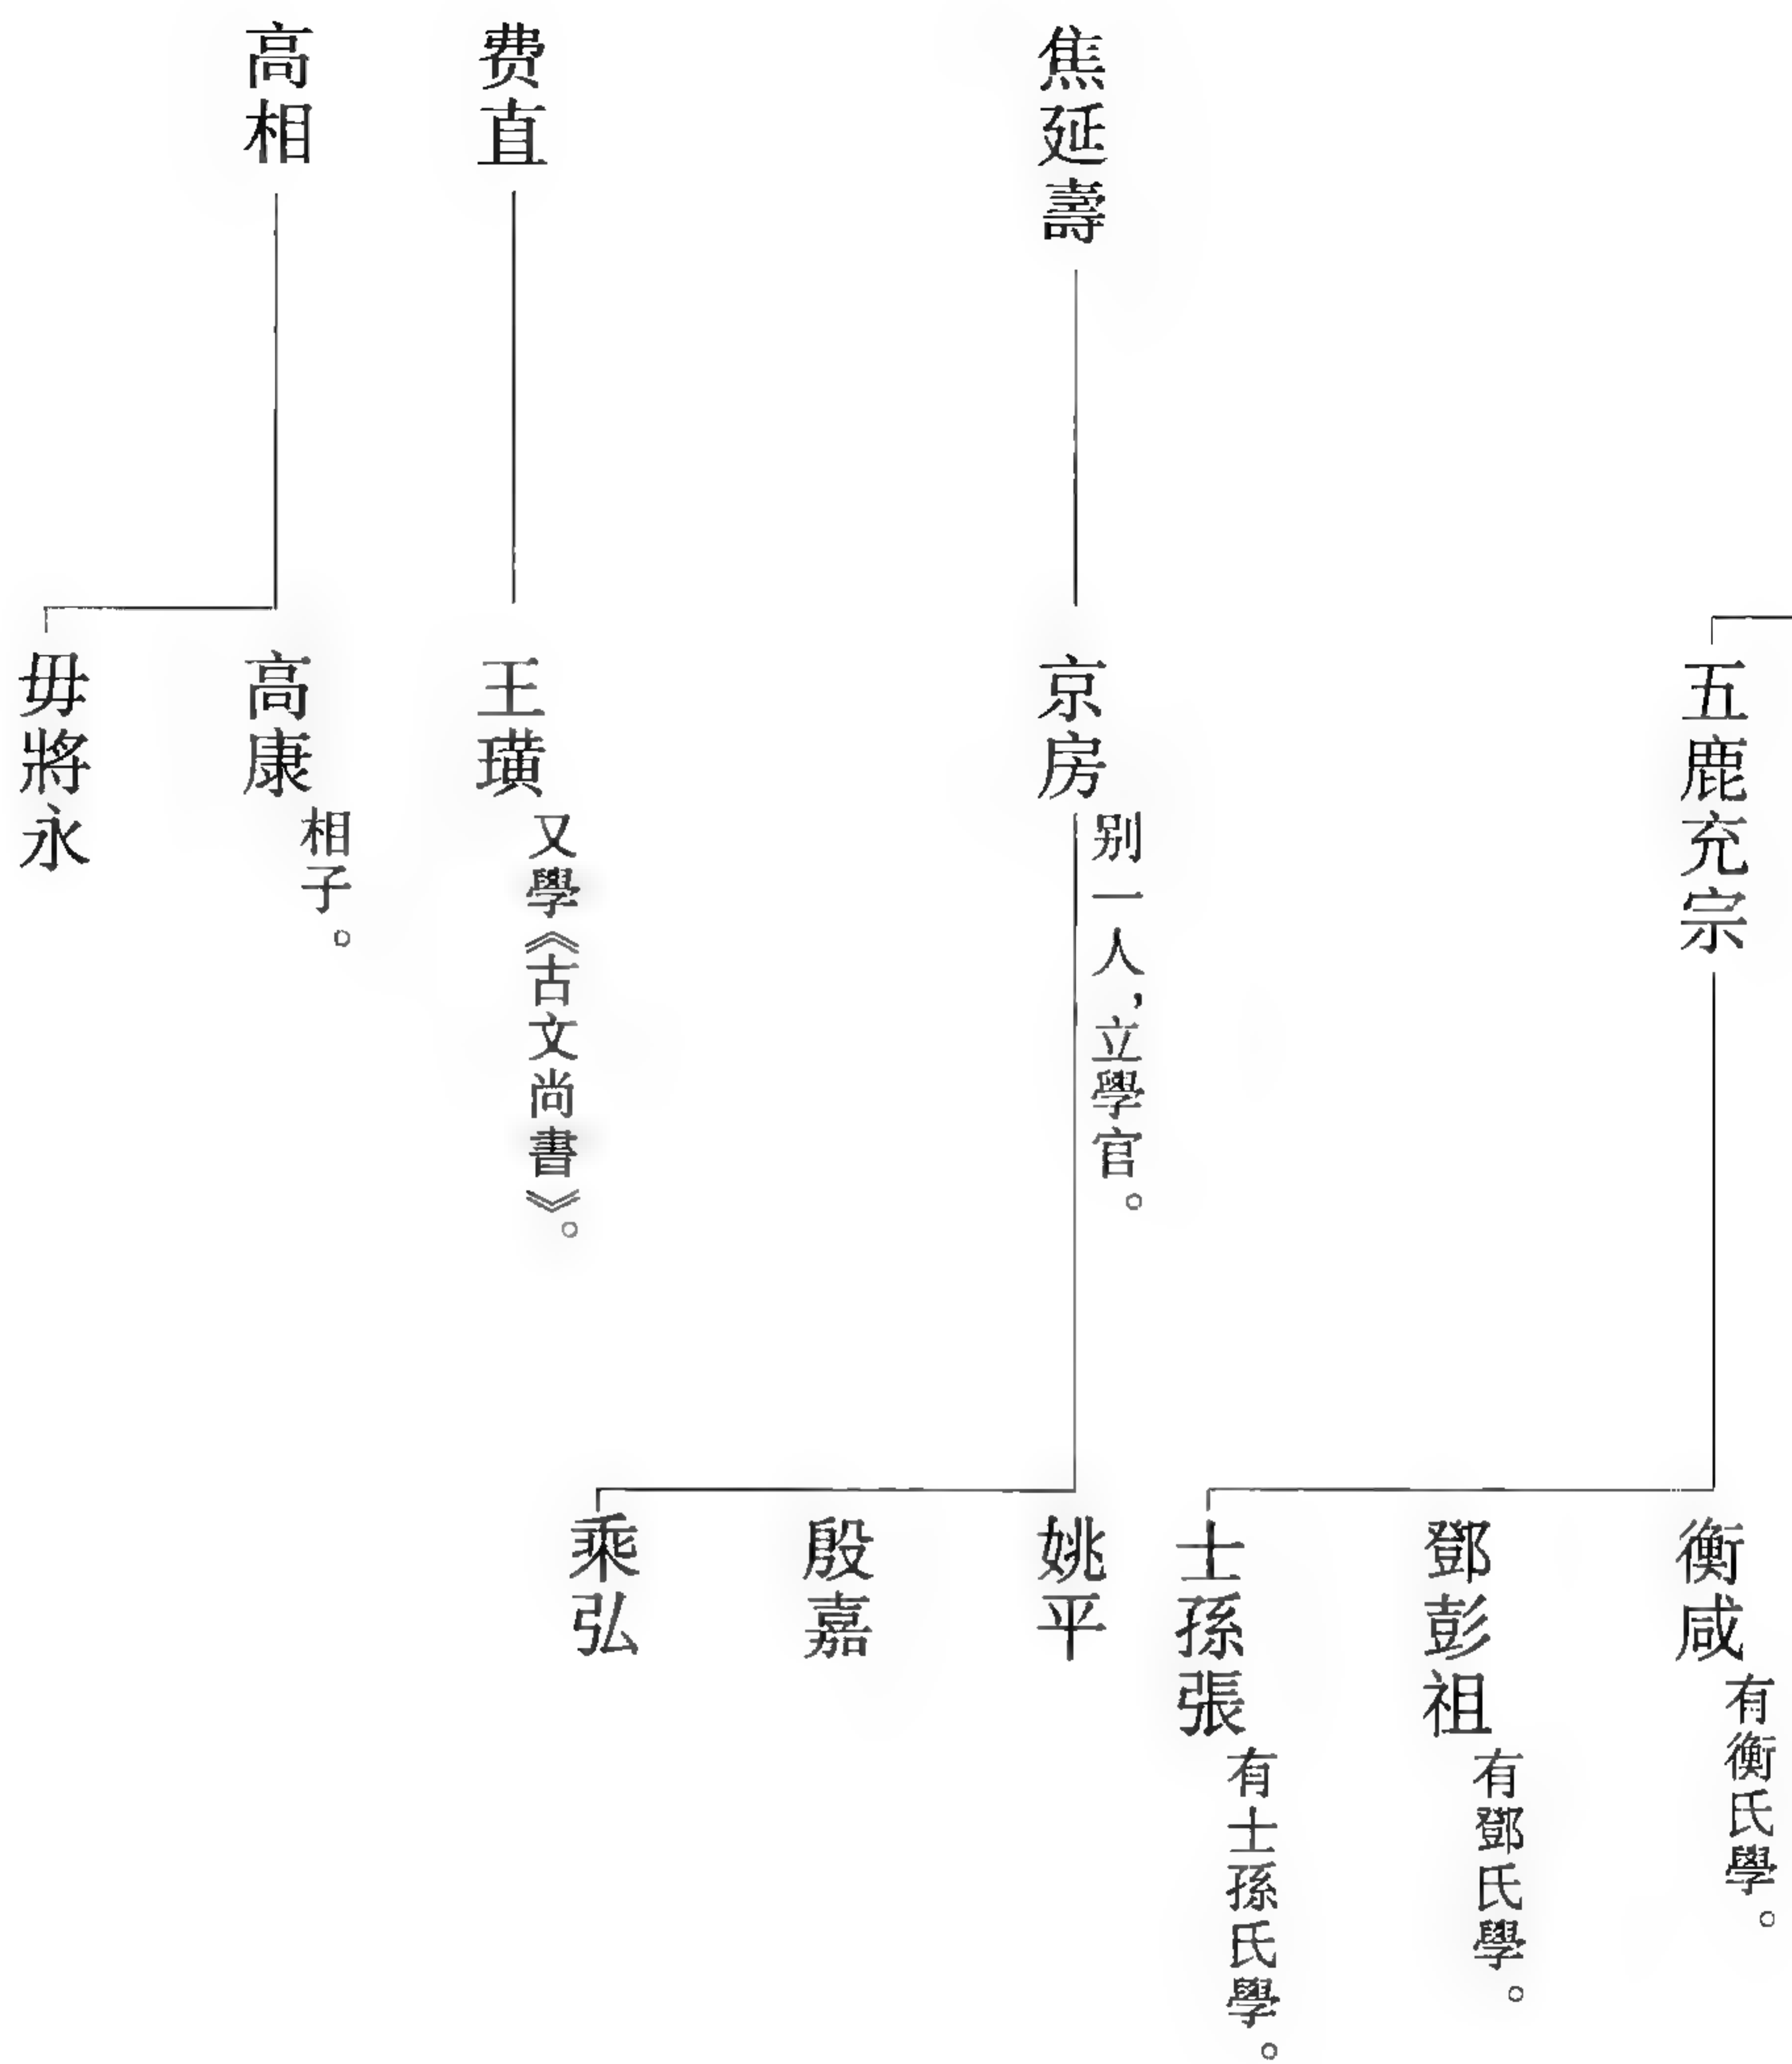 五鹿充宗
衡咸
有衡氏學。
鄧彭祖
有鄧氏學。
士孫張
有士孫氏學。
焦延壽
京房
别一人，立學官。
姚平
殷嘉
乘弘
费直
王璜
又學《古文尚書》。
高相
高康
相子。
毋將永